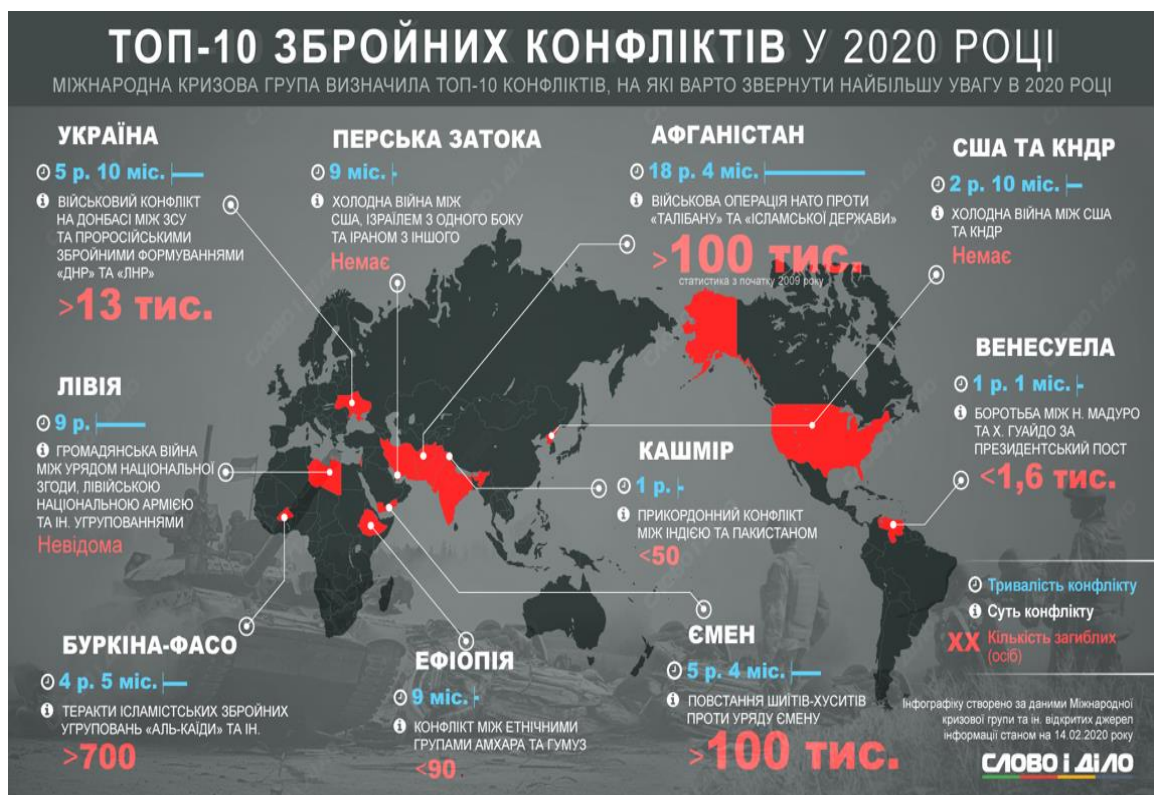 ТОП-10 ЗБРОЙНИХ КОНФЛІКТІВ У 2020 РОЦІ
МІЖНАРОДНА КРИЗОВА ГРУПА ВИЗНАЧИЛА ТОП-10 КОНФЛІКТІВ, НА ЯКІ ВАРТО ЗВЕРНУТИ НАЙБІЛЬШУ УВАГУ В 2020 РОЦІ
УКРАЇНА
5 р. 10 міс.
ВІЙСЬКОВИЙ КОНФЛІКТ
НА ДОНБАСІ МІЖ ЗСУ
ТА ПРОРОСІЙСЬКИМИ
ЗБРОЙНИМИ ФОРМУВАННЯМИ
«ДНР» ТА «ЛНР»
>13 тис.
ПЕРСЬКА ЗАТОКА
9 міс.
ХОЛОДНА ВІЙНА МІЖ
США, ІЗРАЇЛЕМ З ОДНОГО БОКУ
ТА ІРАНОМ З ІНШОГО
Немає
АФГАНІСТАН
18 р. 4 міс.
ВІЙСЬКОВА ОПЕРАЦІЯ НАТО ПРОТИ
«ТАЛІБАНУ» ТА «ІСЛАМСЬКОЇ ДЕРЖАВИ»
>100 тис.
статистика з початку 2009 року
США ТА КНДР
2 р. 10 міс.
ХОЛОДНА ВІЙНА МІЖ США
ТА КНДР
Немає
ЛІВІЯ
9 р.
ГРОМАДЯНСЬКА ВІЙНА
МІЖ УРЯДОМ НАЦІОНАЛЬНОЇ
ЗГОДИ, ЛІВІЙСЬКОЮ
НАЦІОНАЛЬНОЮ АРМІЄЮ
ТА ІН. УГРУПОВАННЯМИ
Невідома
КАШМІР
1 р.
ПРИКОРДОННИЙ КОНФЛІКТ
МІЖ ІНДІЄЮ ТА ПАКИСТАНОМ
<50
ВЕНЕСУЕЛА
1 р. 1 міс.
БОРОТЬБА МІЖ Н. МАДУРО
ТА Х. ГУАЙДО ЗА
ПРЕЗИДЕНТСЬКИЙ ПОСТ
<1,6 тис.
БУРКІНА-ФАСО
4 р. 5 міс.
ТЕРАКТИ ІСЛАМІСТСЬКИХ ЗБРОЙНИХ
УГРУПОВАНЬ «АЛЬ-КАЇДИ» ТА ІН.
>700
ЕФІОПІЯ
9 міс.
КОНФЛІКТ МІЖ ЕТНІЧНИМИ
ГРУПАМИ АМХАРА ТА ГУМУЗ
<90
ЄМЕН
5 р. 4 міс.
ПОВСТАННЯ ШИЇТІВ-ХУСИТІВ
ПРОТИ УРЯДУ ЄМЕНУ
>100 тис.
Тривалість конфлікту
Суть конфлікту
XX Кількість загиблих
(осіб)
Інфографіку створено за даними Міжнародної
кризової групи та ін. відкритих джерел
інформації станом на 14.02.2020 року
СЛОВО і ДІЛО